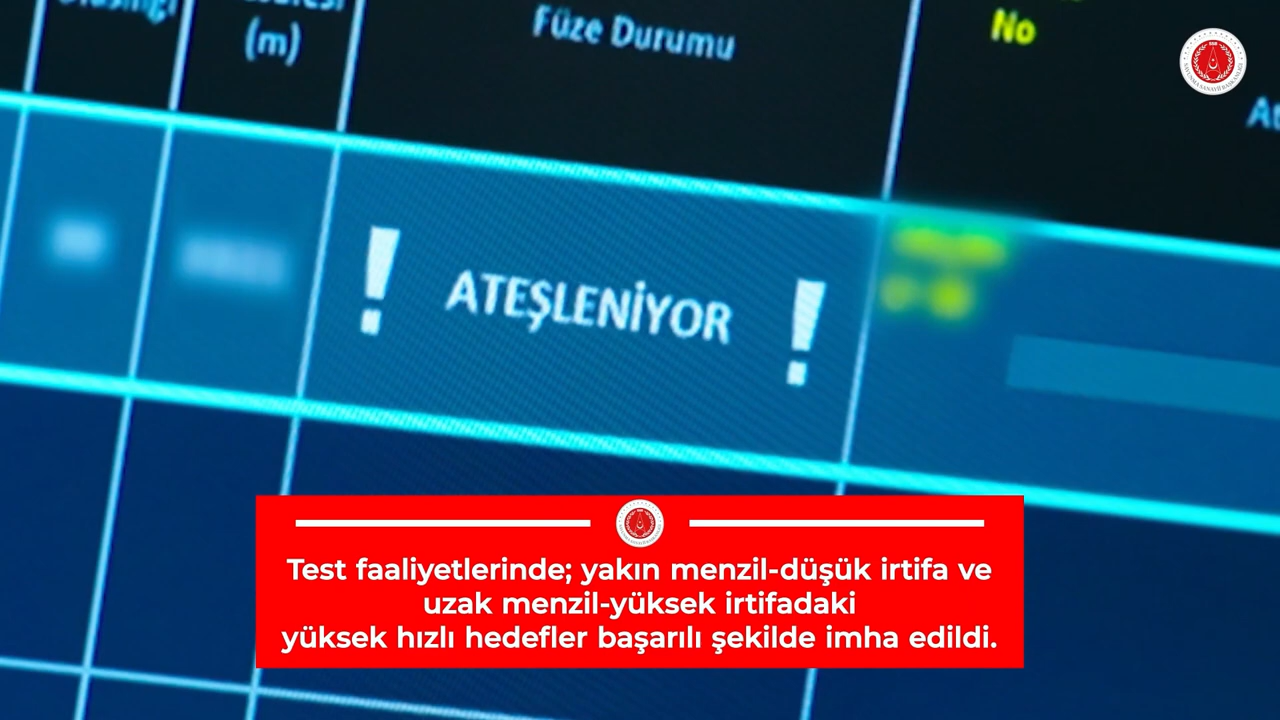 (m)
Füze Durumu
No
! ATEŞLENİYOR !
Test faaliyetlerinde; yakın menzil-düşük irtifa ve
uzak menzil-yüksek irtifadaki
yüksek hızlı hedefler başarılı şekilde imha edildi.